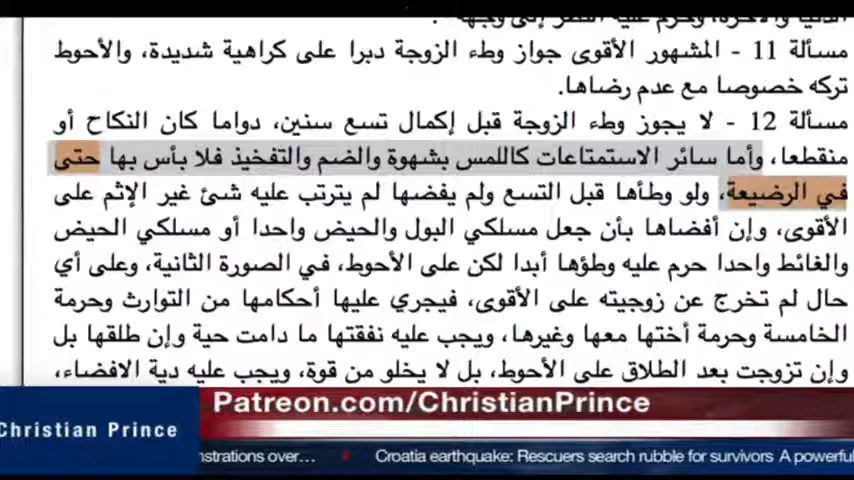 مسألة 11 - المشهور الأقوى جواز وطء الزوجة دبرا على كراهية شديدة، والأحوط
تركه خصوصا مع عدم رضاها.
مسألة 12 - لا يجوز وطء الزوجة قبل إكمال تسع سنين، دواما كان النكاح أو
منقطعا، وأما سائر الاستمتاعات كاللمس بشهوة والضم والتفخيذ فلا بأس بها حتى
في الرضيعة، ولو وطأها قبل التسع ولم يفضها لم يترتب عليه شئ غير الإثم على
الأقوى، وإن أفضاها بأن جعل مسلكي البول والحيض واحدا أو مسلكي الحيض
والغائط واحدا حرم عليه وطؤها أبدا لكن على الأحوط، في الصورة الثانية، وعلى أي
حال لم تخرج عن زوجيته على الأقوى، فيجري عليها أحكامها من التوارث وحرمة
الخامسة وحرمة أختها معها وغيرها، ويجب عليه نفقتها ما دامت حية وإن طلقها بل
وإن تزوجت بعد الطلاق على الأحوط، بل لا يخلو من قوة، ويجب عليه دية الافضاء،
Patreon.com/ChristianPrince
Christian Prince
nstrations over... Croatia earthquake: Rescuers search rubble for survivors A powerful